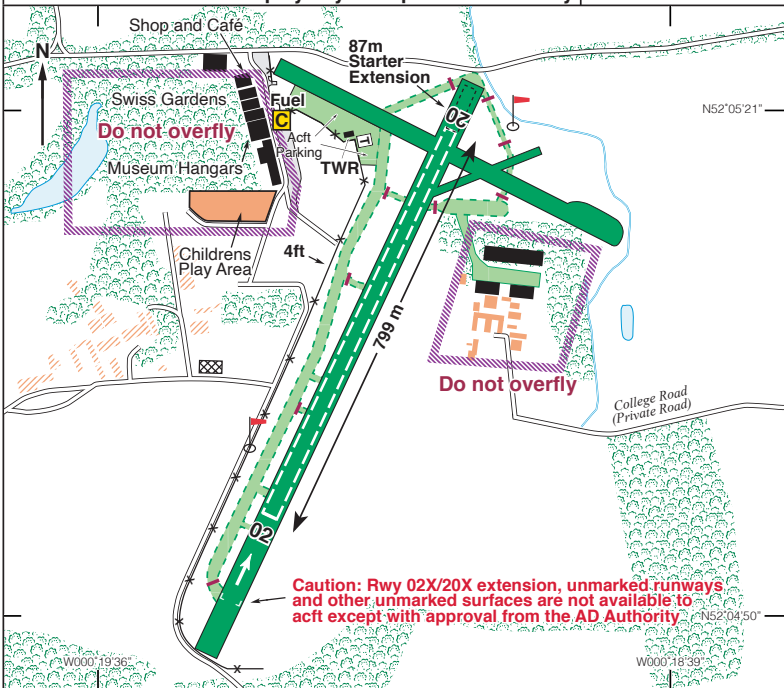 Shop and Café
N
87m
Starter
Extension
Swiss Gardens
Fuel
C
N52°05'21"
20
Do not overfly
Acft
Parking
T
Museum Hangars
TWR
Childrens
Play Area
4ft
799 m
Do not overfly
College Road
(Private Road)
02
Caution: Rwy 02X/20X extension, unmarked runways
and other unmarked surfaces are not available to
acft except with approval from the AD Authority
N52°04'50"
W000°19'36"
W000°18'39"